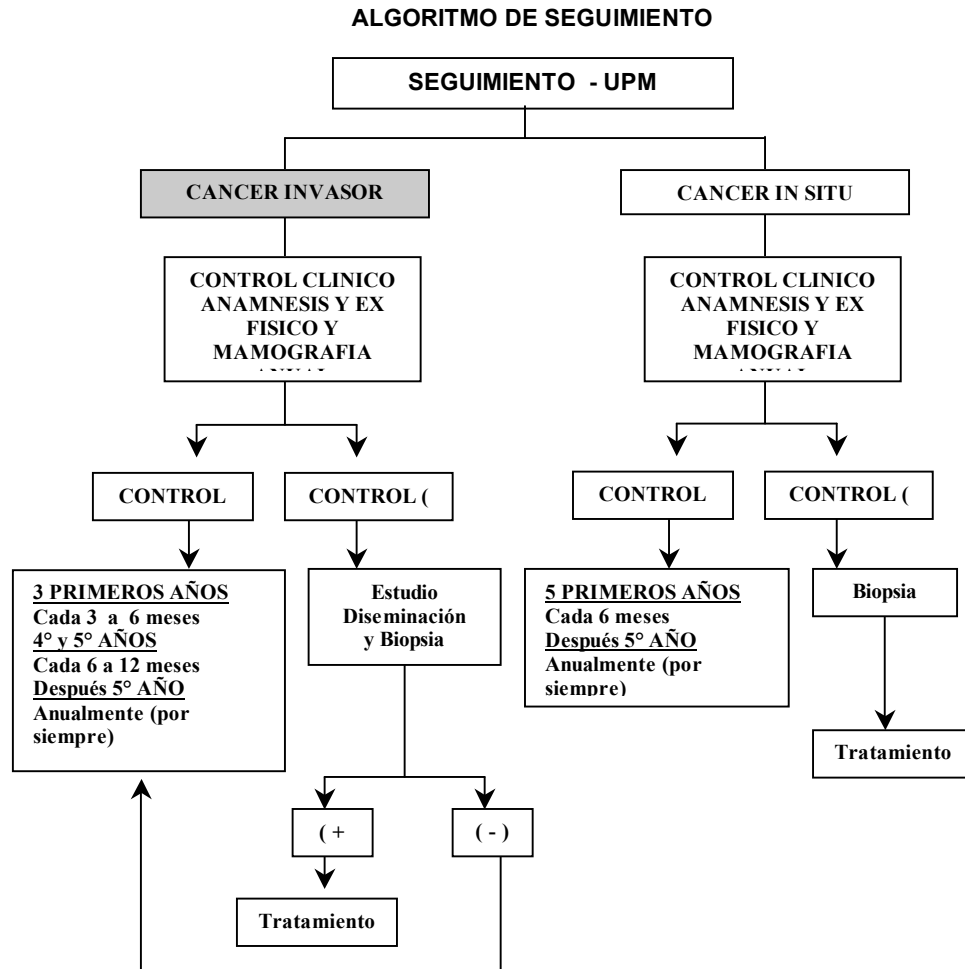 ALGORITMO DE SEGUIMIENTO
SEGUIMIENTO - UPM
CANCER INVASOR
CANCER IN SITU
CONTROL CLINICO
ANAMNESIS Y EX
FISICO Y
MAMOGRAFIA
ANUAL
CONTROL CLINICO
ANAMNESIS Y EX
FISICO Y
MAMOGRAFIA
ANUAL
CONTROL
CONTROL (
CONTROL
CONTROL (
3 PRIMEROS AÑOS
Cada 3 a 6 meses
4° y 5° AÑOS
Cada 6 a 12 meses
Después 5° AÑO
Anualmente (por
siempre)
Estudio
Diseminación
y Biopsia
5 PRIMEROS AÑOS
Cada 6 meses
Después 5° AÑO
Anualmente (por
siempre)
Biopsia
Tratamiento
( +
( - )
Tratamiento